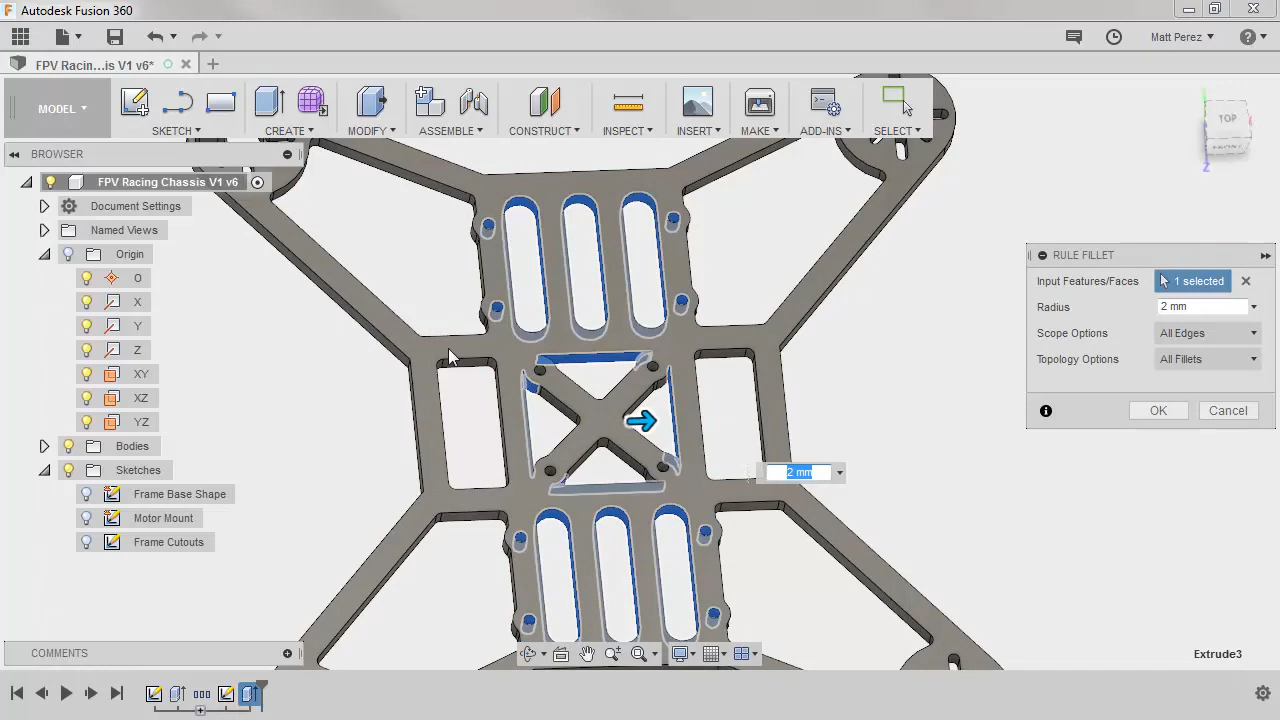 Autodesk Fusion 360
Matt Perez
FPV Racin...is V1 v6*
MODEL
SKETCH
CREATE
MODIFY
ASSEMBLE
CONSTRUCT
INSPECT
INSERT
MAKE
ADD-INS
SELECT
TOP
FRONT
Z
BROWSER
FPV Racing Chassis V1 v6
Document Settings
Named Views
Origin
O
X
Y
Z
XY
XZ
YZ
Bodies
Sketches
Frame Base Shape
Motor Mount
Frame Cutouts
RULE FILLET
Input Features/Faces 1 selected
Radius 2 mm
Scope Options All Edges
Topology Options All Fillets
OK Cancel
2 mm
COMMENTS
Extrude3